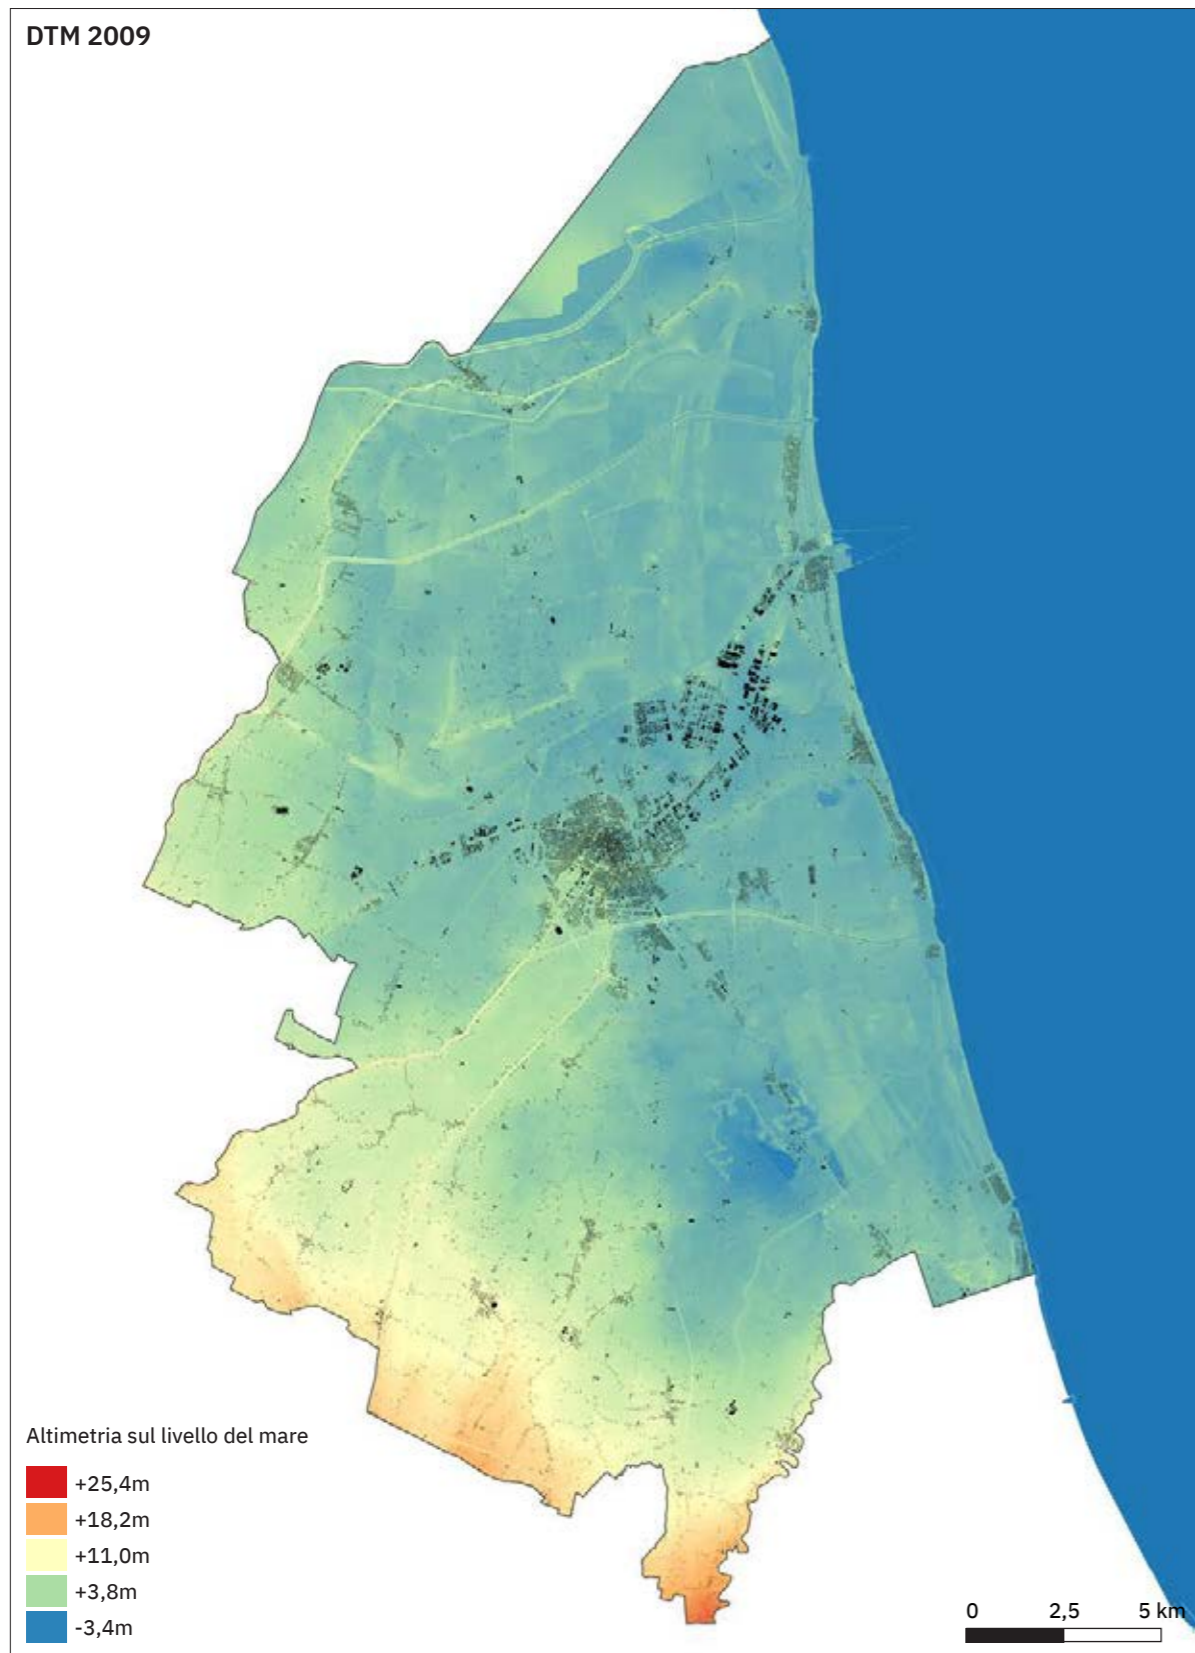 DTM 2009
Altimetria sul livello del mare
+25,4m
+18,2m
+11,0m
+3,8m
-3,4m
0 2,5 5 km